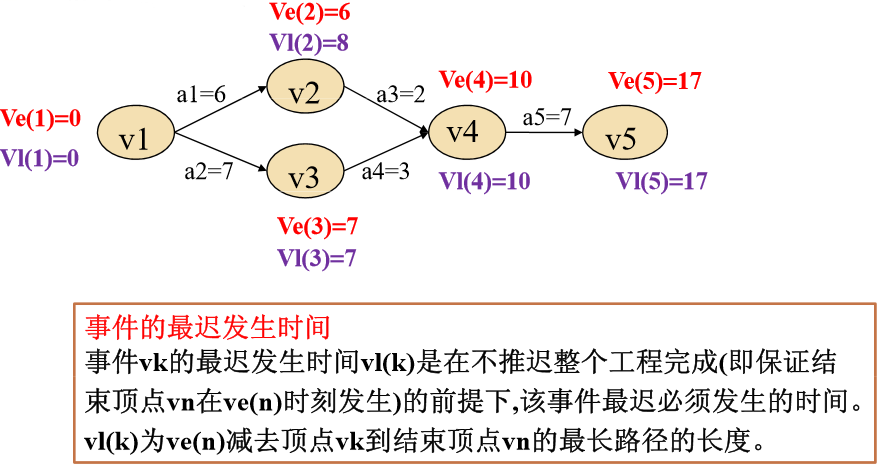 Ve(2)=6
Vl(2)=8
Ve(1)=0
Vl(1)=0
v1
a1=6
a2=7
v2
v3
Ve(3)=7
Vl(3)=7
a3=2
a4=3
Ve(4)=10
v4
Vl(4)=10
a5=7
Ve(5)=17
v5
Vl(5)=17
事件的最迟发生时间
事件vk的最迟发生时间vl(k)是在不推迟整个工程完成(即保证结
束顶点vn在ve(n)时刻发生)的前提下,该事件最迟必须发生的时间。
vl(k)为ve(n)减去顶点vk到结束顶点vn的最长路径的长度。